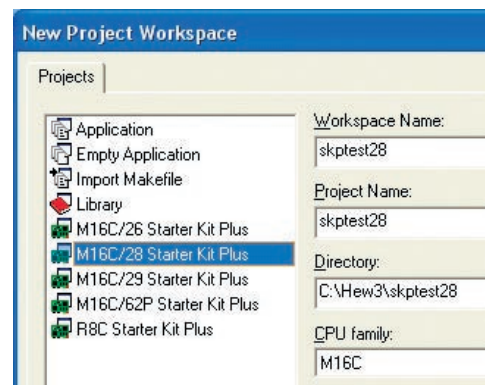 New Project Workspace
Projects
Application
Empty Application
Import Makefile
Library
M16C/26 Starter Kit Plus
M16C/28 Starter Kit Plus
M16C/29 Starter Kit Plus
M16C/62P Starter Kit Plus
R8C Starter Kit Plus
Workspace Name:
skptest28
Project Name:
skptest28
Directory:
C:\Hew3\skptest28
CPU family:
M16C